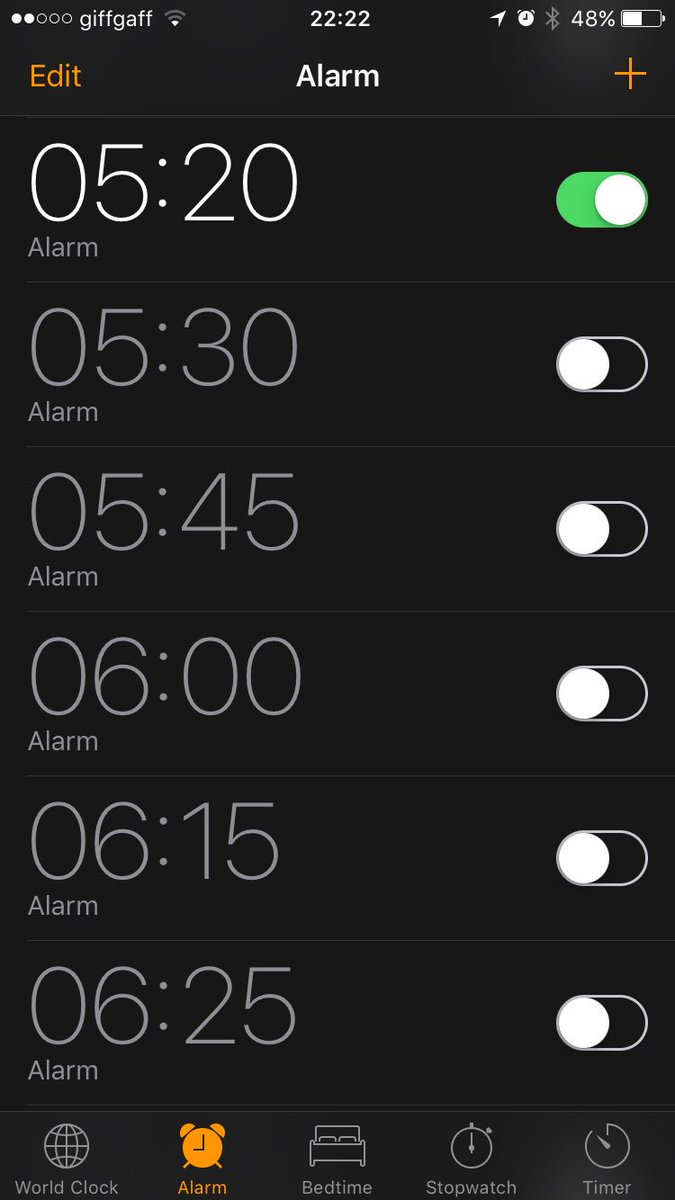 giffgaff 22:22 48%
Edit Alarm +
05:20
Alarm
05:30
Alarm
05:45
Alarm
06:00
Alarm
06:15
Alarm
06:25
Alarm
World Clock Alarm Bedtime Stopwatch Timer